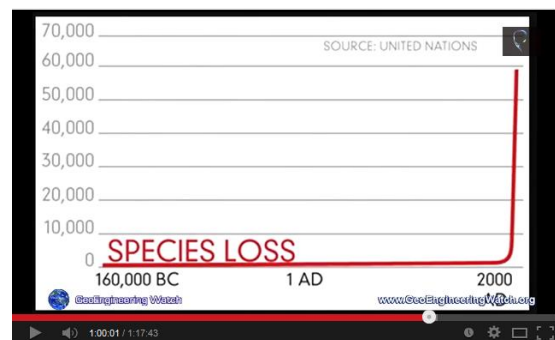 70,000
SOURCE: UNITED NATIONS
60,000
50,000
40,000
30,000
20,000
10,000
SPECIES LOSS
0
160,000 BC 1 AD 2000
AD
GeoEngineering Watch www.GeoEngineeringWatch.org
1:00:01 / 1:17:43